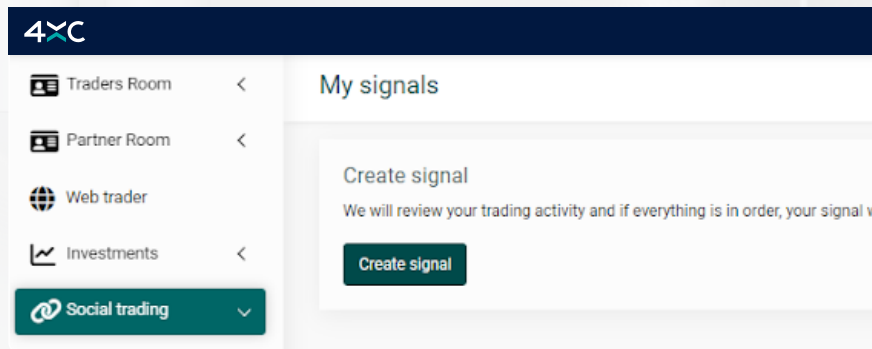 4XC
Traders Room
My signals
Partner Room
Create signal
Web trader
We will review your trading activity and if everything is in order, your signal
Investments
Create signal
Social trading